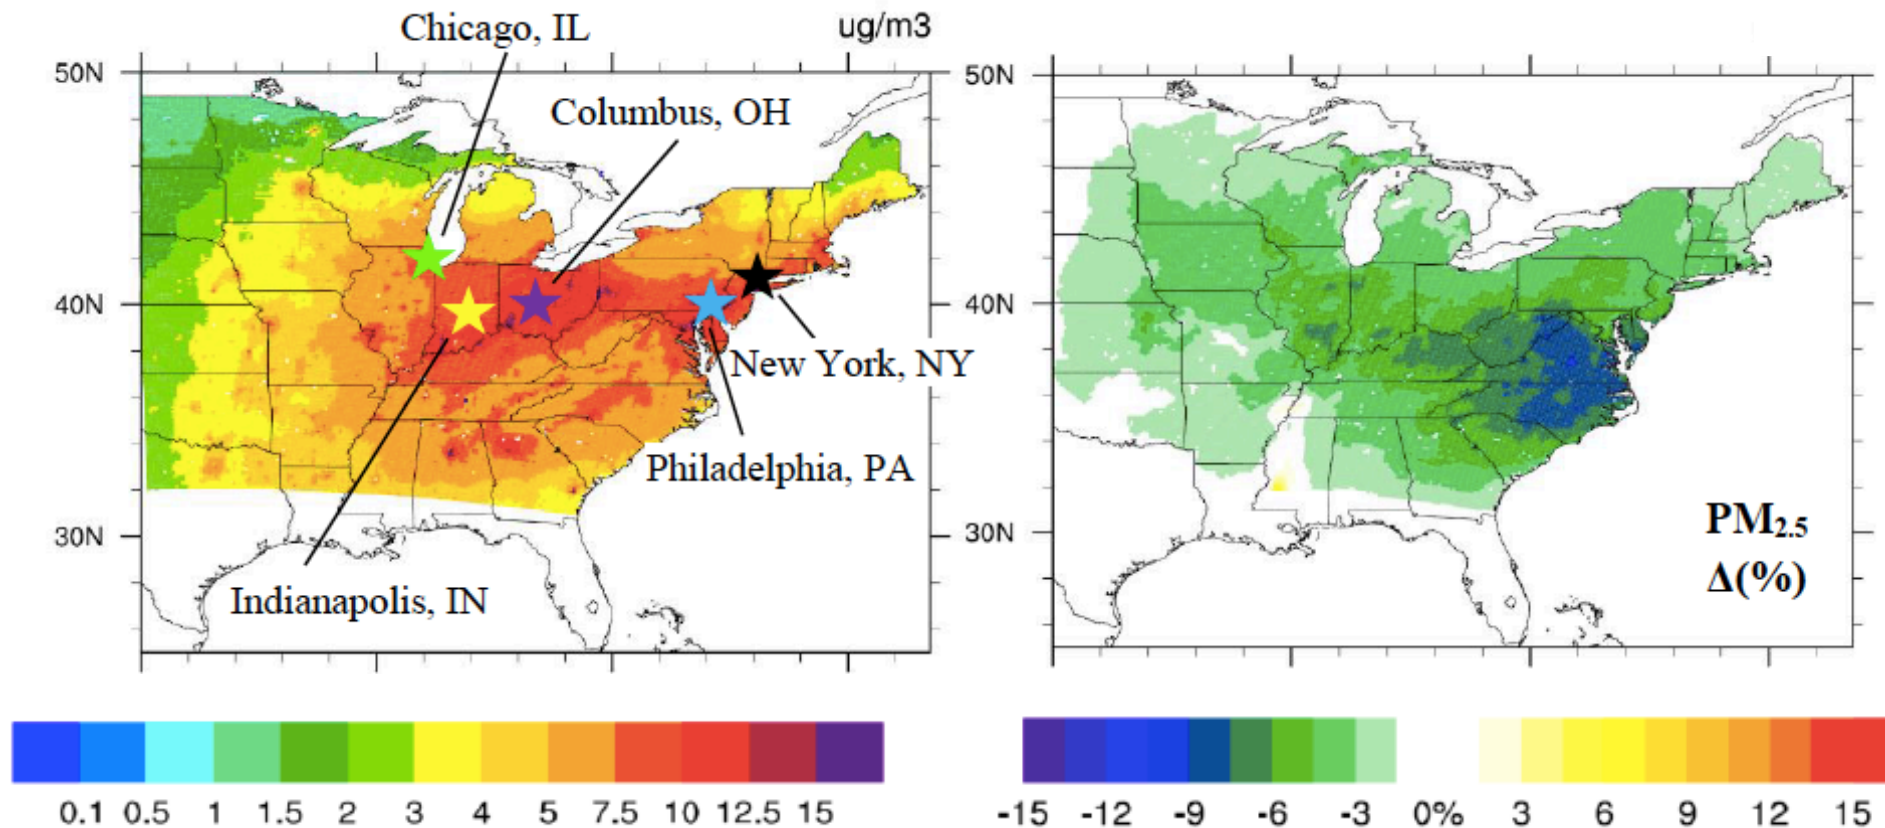 Chicago, IL
ug/m3
50N
Columbus, OH
40N
New York, NY
Philadelphia, PA
30N
Indianapolis, IN
0.1 0.5 1 1.5 2 3 4 5 7.5 10 12.5 15
50N
40N
30N
PM2.5
Δ(%)
-15 -12 -9 -6 -3 0% 3 6 9 12 15